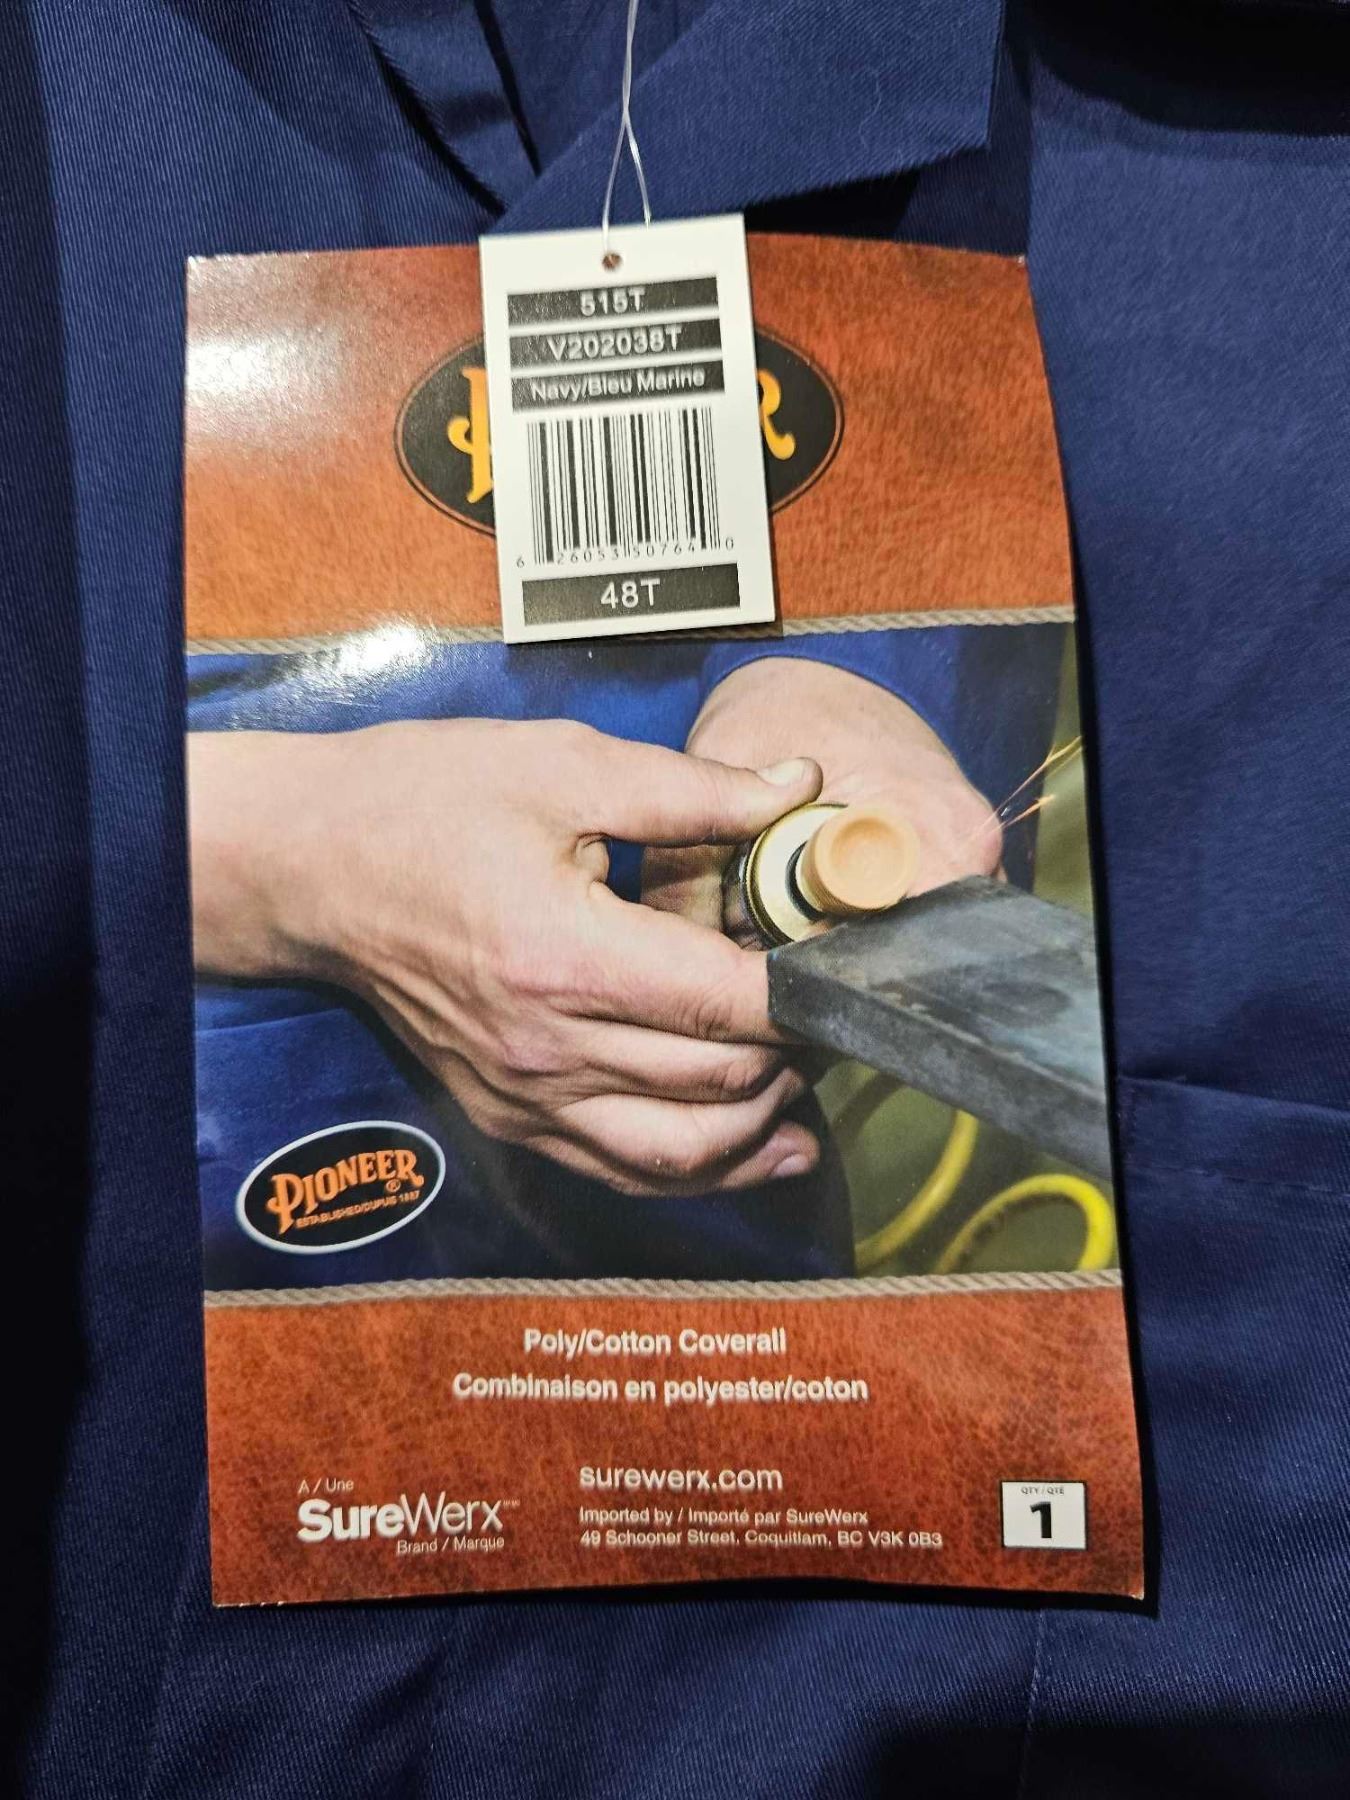 515T
V202038T
Navy/Bleu Marine
6 26053 50764 0
48T
PIONEER
ESTABLISHED/DEPUIS 1887
Poly/Cotton Coverall
Combinaison en polyester/coton
A / Une
SureWerx
Brand / Marque
surewerx.com
Imported by / Importé par SureWerx
49 Schooner Street, Coquitlam, BC V3K 0B3
QTY / QTÉ
1